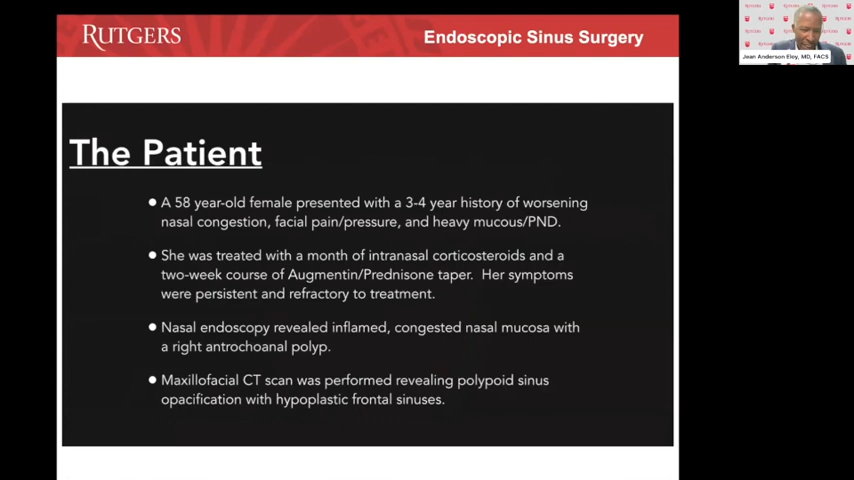 RUTGERS
Endoscopic Sinus Surgery
Jean Anderson Eloy, MD, FACS
The Patient
• A 58 year-old female presented with a 3-4 year history of worsening
nasal congestion, facial pain/pressure, and heavy mucous/PND.
• She was treated with a month of intranasal corticosteroids and a
two-week course of Augmentin/Prednisone taper. Her symptoms
were persistent and refractory to treatment.
• Nasal endoscopy revealed inflamed, congested nasal mucosa with
a right antrochoanal polyp.
• Maxillofacial CT scan was performed revealing polypoid sinus
opacification with hypoplastic frontal sinuses.